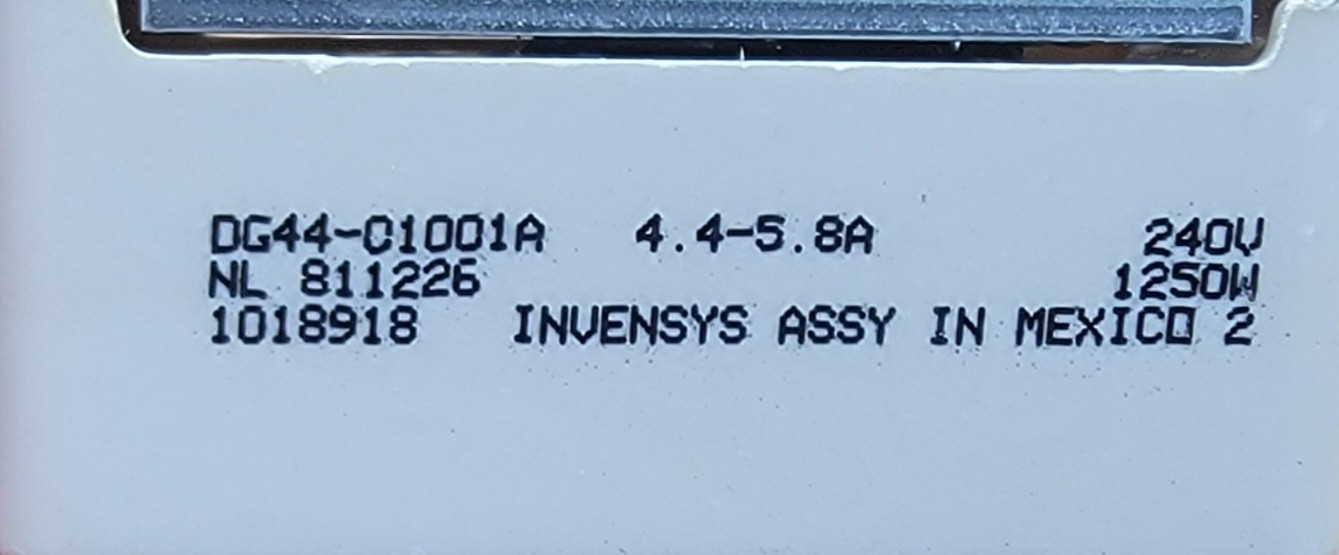 DG44-01001A 4.4-5.8A 240V
NL 811226 1250W
1018918 INVENSYS ASSY IN MEXICO 2